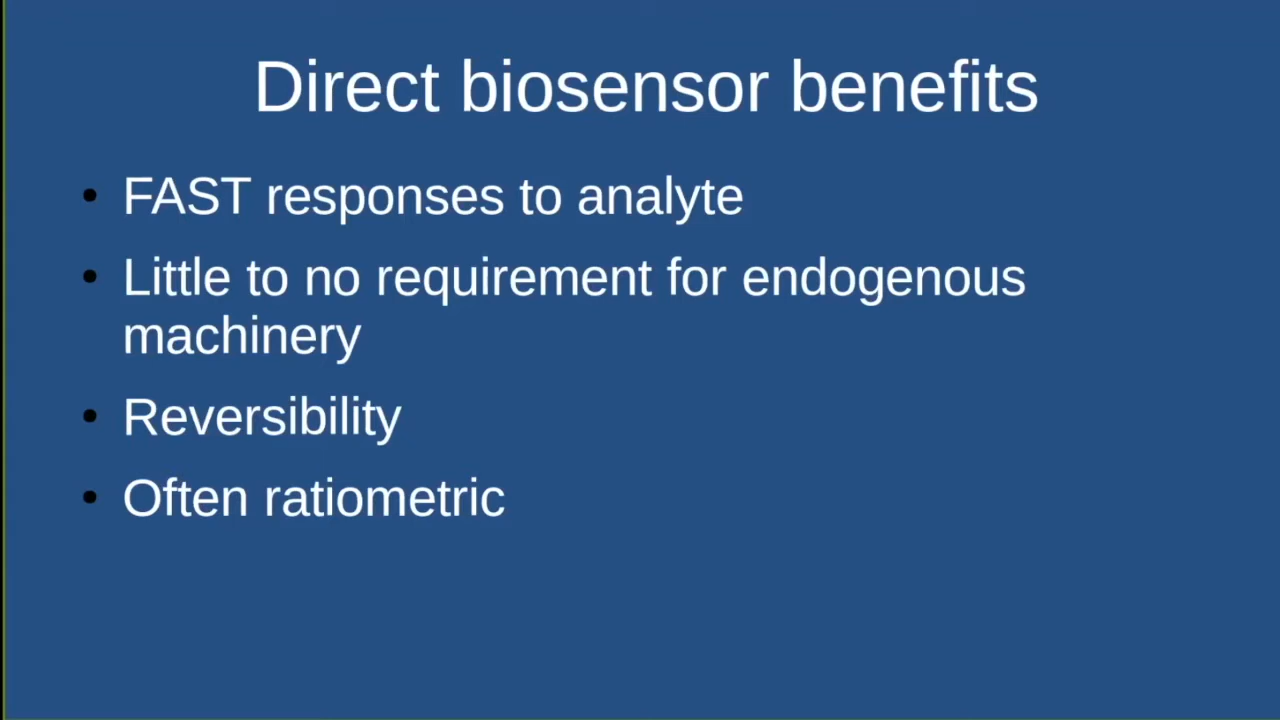 Direct biosensor benefits
• FAST responses to analyte
• Little to no requirement for endogenous
machinery
• Reversibility
• Often ratiometric